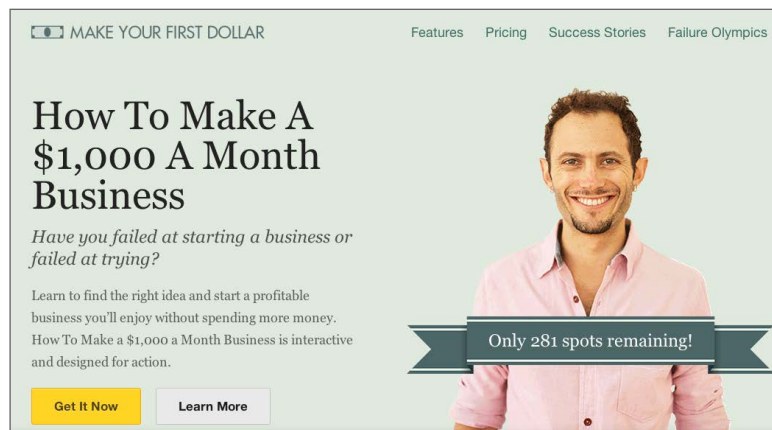 MAKE YOUR FIRST DOLLAR
Features Pricing Success Stories Failure Olympics
How To Make A
$1,000 A Month
Business
Have you failed at starting a business or
failed at trying?
Learn to find the right idea and start a profitable
business you'll enjoy without spending more money.
How To Make a $1,000 a Month Business is interactive
and designed for action.
Get It Now Learn More
Only 281 spots remaining!